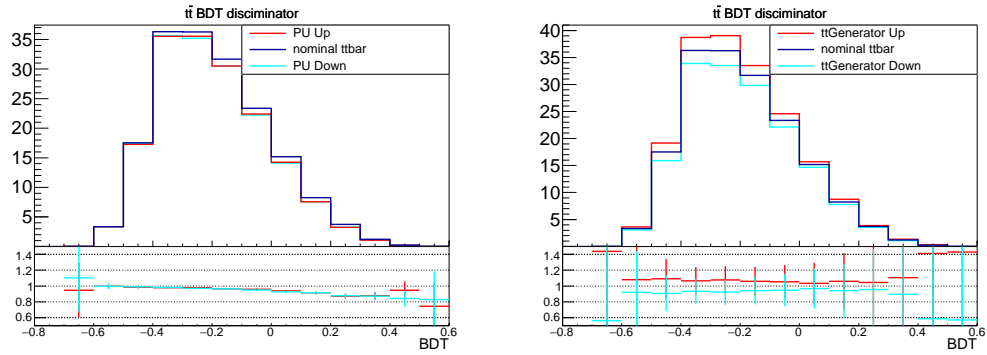 tt̄ BDT disciminator
PU Up
nominal ttbar
PU Down
35
30
25
20
15
10
5
1.4
1.2
1
0.8
0.6
−0.8 −0.6 −0.4 −0.2 0 0.2 0.4 0.6
BDT
tt̄ BDT disciminator
ttGenerator Up
nominal ttbar
ttGenerator Down
40
35
30
25
20
15
10
5
1.4
1.2
1
0.8
0.6
−0.8 −0.6 −0.4 −0.2 0 0.2 0.4 0.6
BDT